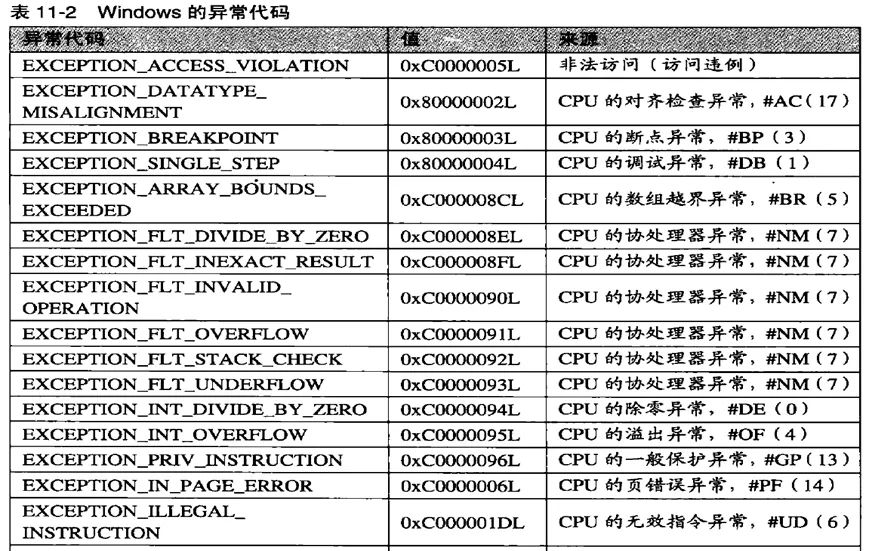 表 11-2 Windows 的异常代码
异常代码 值 来源
EXCEPTION_ACCESS_VIOLATION 0xC0000005L 非法访问（访问违例）
EXCEPTION_DATATYPE_
MISALIGNMENT 0x80000002L CPU 的对齐检查异常，#AC（17）
EXCEPTION_BREAKPOINT 0x80000003L CPU 的断点异常，#BP（3）
EXCEPTION_SINGLE_STEP 0x80000004L CPU 的调试异常，#DB（1）
EXCEPTION_ARRAY_BOUNDS_
EXCEEDED 0xC000008CL CPU 的数组越界异常，#BR（5）
EXCEPTION_FLT_DIVIDE_BY_ZERO 0xC000008EL CPU 的协处理器异常，#NM（7）
EXCEPTION_FLT_INEXACT_RESULT 0xC000008FL CPU 的协处理器异常，#NM（7）
EXCEPTION_FLT_INVALID_
OPERATION 0xC0000090L CPU 的协处理器异常，#NM（7）
EXCEPTION_FLT_OVERFLOW 0xC0000091L CPU 的协处理器异常，#NM（7）
EXCEPTION_FLT_STACK_CHECK 0xC0000092L CPU 的协处理器异常，#NM（7）
EXCEPTION_FLT_UNDERFLOW 0xC0000093L CPU 的协处理器异常，#NM（7）
EXCEPTION_INT_DIVIDE_BY_ZERO 0xC0000094L CPU 的除零异常，#DE（0）
EXCEPTION_INT_OVERFLOW 0xC0000095L CPU 的溢出异常，#OF（4）
EXCEPTION_PRIV_INSTRUCTION 0xC0000096L CPU 的一般保护异常，#GP（13）
EXCEPTION_IN_PAGE_ERROR 0xC0000006L CPU 的页错误异常，#PF（14）
EXCEPTION_ILLEGAL_
INSTRUCTION 0xC000001DL CPU 的无效指令异常，#UD（6）